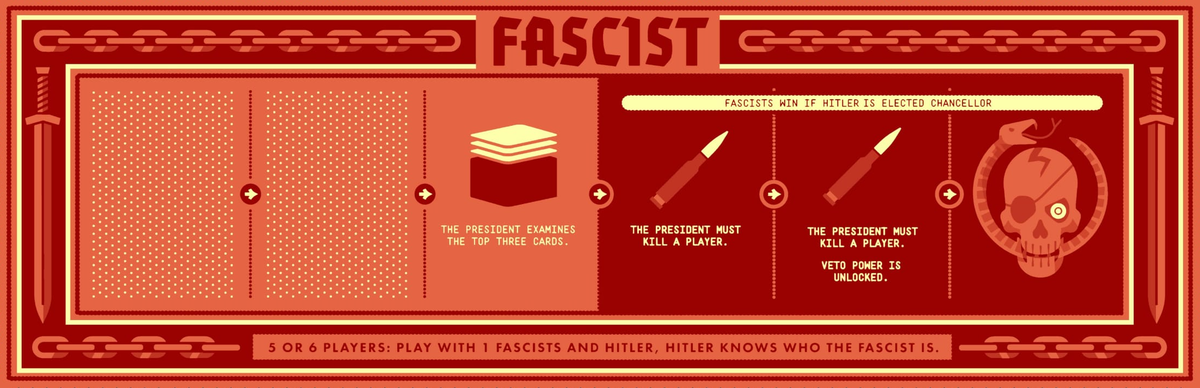 FASCIST
FASCISTS WIN IF HITLER IS ELECTED CHANCELLOR
THE PRESIDENT EXAMINES
THE TOP THREE CARDS.
THE PRESIDENT MUST
KILL A PLAYER.
THE PRESIDENT MUST
KILL A PLAYER.
VETO POWER IS
UNLOCKED.
5 OR 6 PLAYERS: PLAY WITH 1 FASCISTS AND HITLER, HITLER KNOWS WHO THE FASCIST IS.